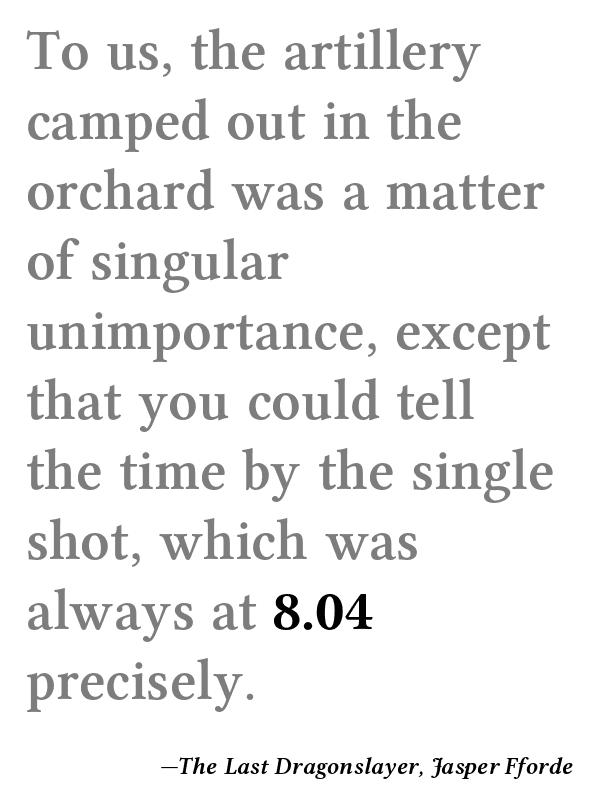 To us, the artillery
camped out in the
orchard was a matter
of singular
unimportance, except
that you could tell
the time by the single
shot, which was
always at 8.04
precisely.
—The Last Dragonslayer, Jasper Fforde